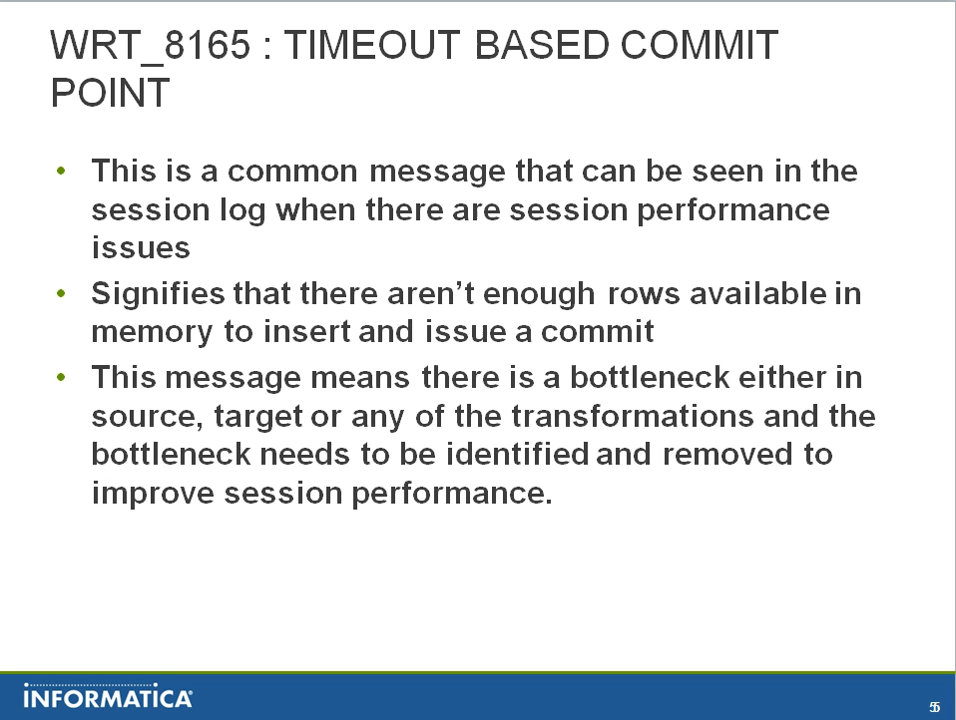 WRT_8165 : TIMEOUT BASED COMMIT
POINT
• This is a common message that can be seen in the
session log when there are session performance
issues
• Signifies that there aren’t enough rows available in
memory to insert and issue a commit
• This message means there is a bottleneck either in
source, target or any of the transformations and the
bottleneck needs to be identified and removed to
improve session performance.
INFORMATICA